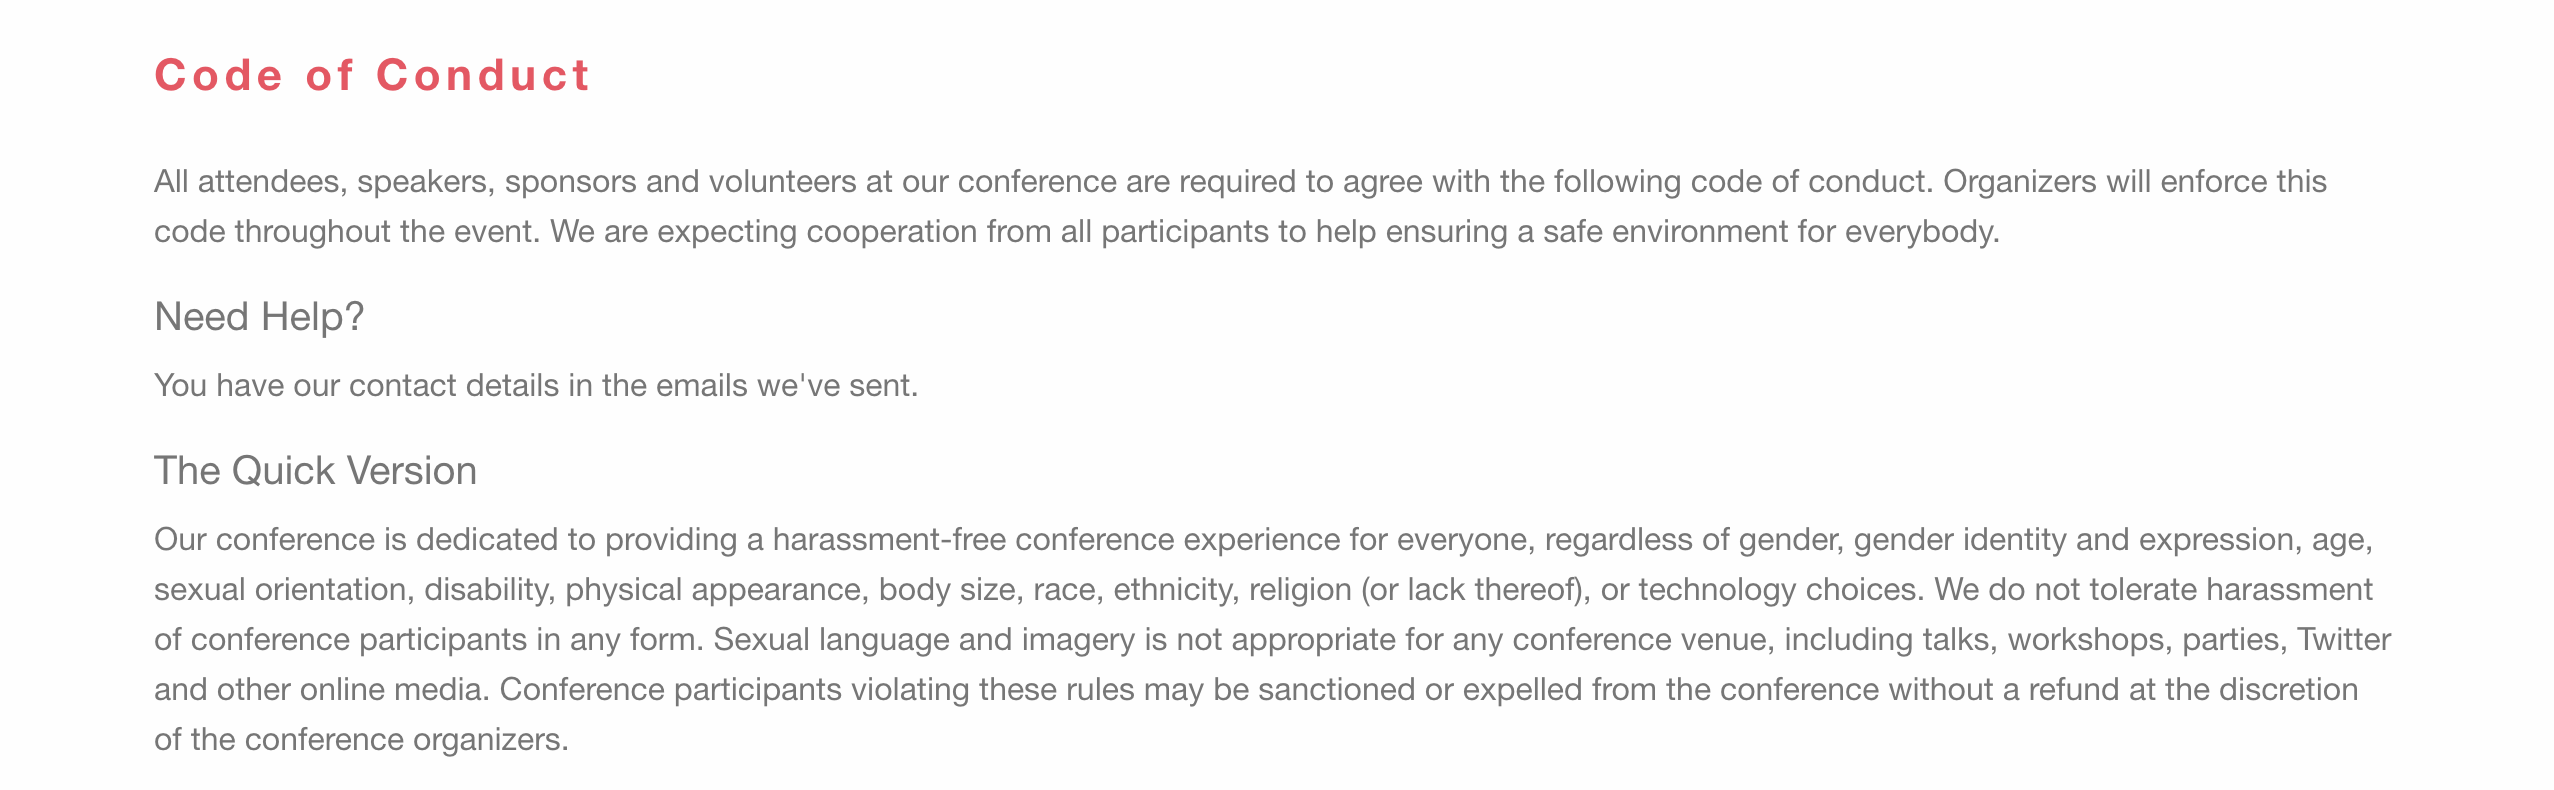 Code of Conduct
All attendees, speakers, sponsors and volunteers at our conference are required to agree with the following code of conduct. Organizers will enforce this
code throughout the event. We are expecting cooperation from all participants to help ensuring a safe environment for everybody.
Need Help?
You have our contact details in the emails we've sent.
The Quick Version
Our conference is dedicated to providing a harassment-free conference experience for everyone, regardless of gender, gender identity and expression, age,
sexual orientation, disability, physical appearance, body size, race, ethnicity, religion (or lack thereof), or technology choices. We do not tolerate harassment
of conference participants in any form. Sexual language and imagery is not appropriate for any conference venue, including talks, workshops, parties, Twitter
and other online media. Conference participants violating these rules may be sanctioned or expelled from the conference without a refund at the discretion
of the conference organizers.